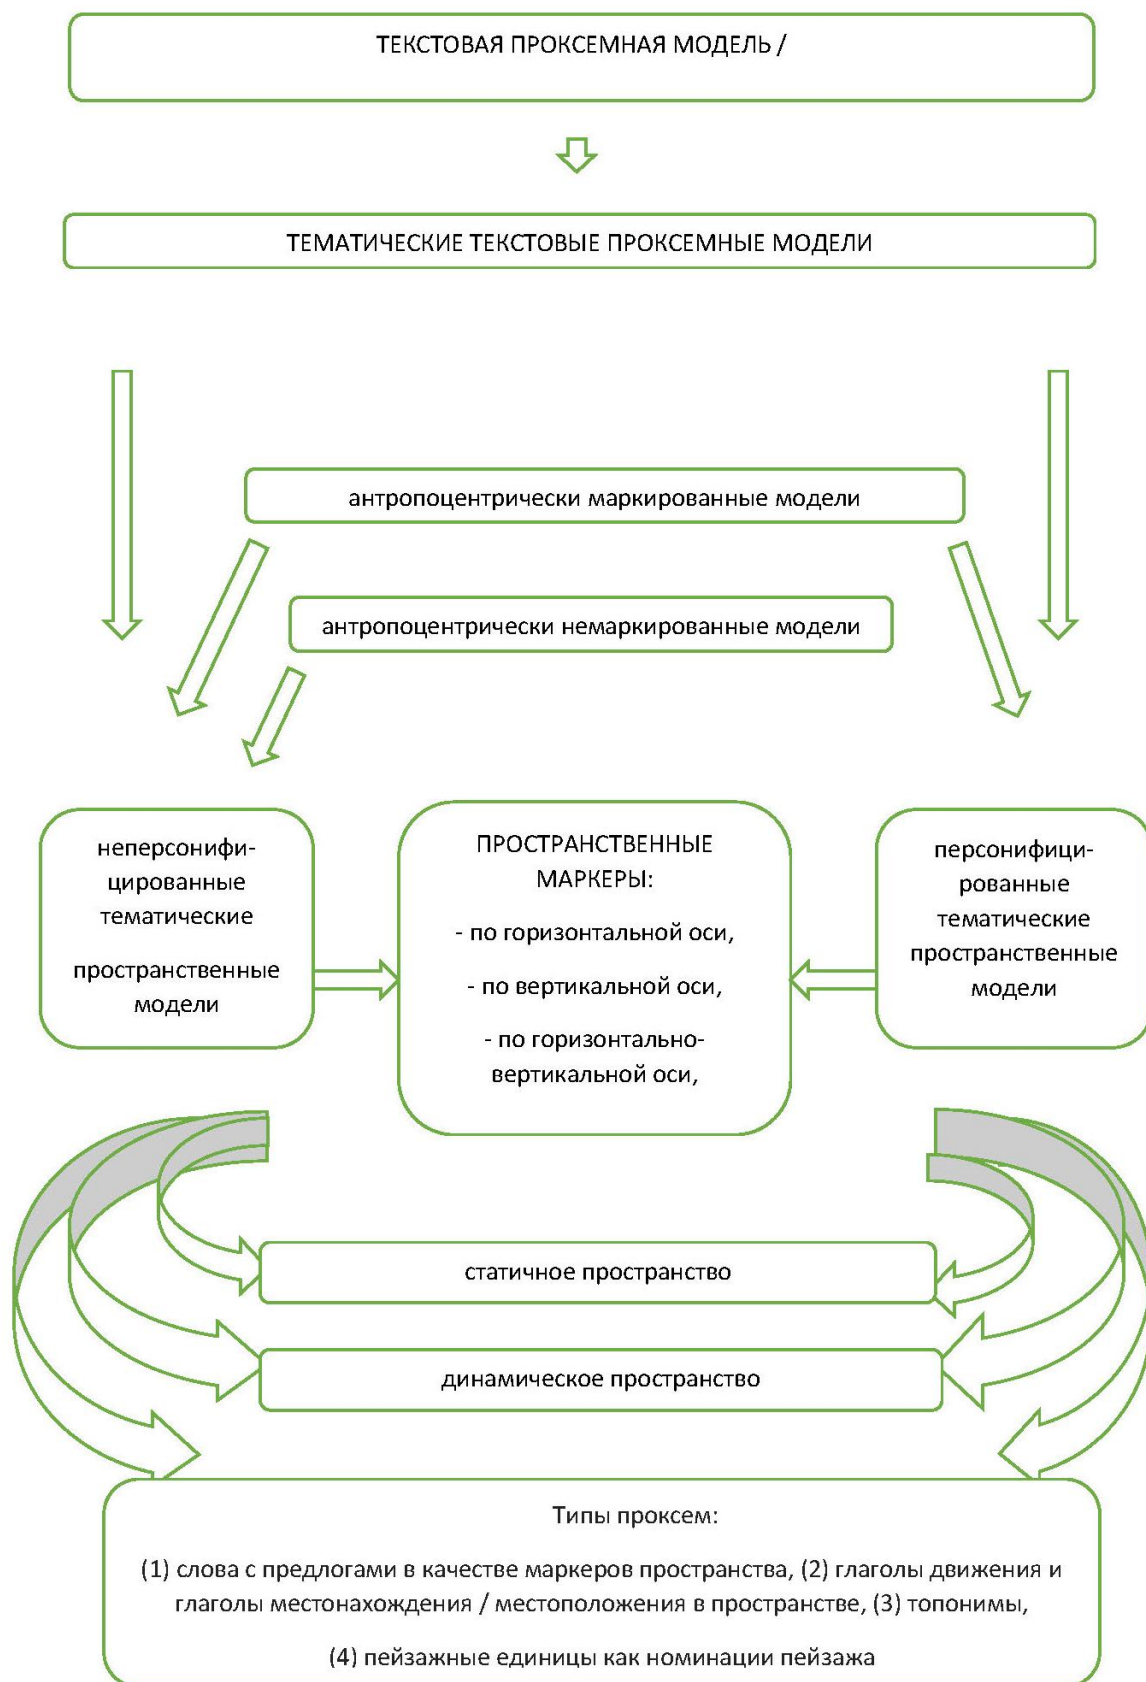 ТЕКСТОВАЯ ПРОКСЕМНАЯ МОДЕЛЬ /
ТЕМАТИЧЕСКИЕ ТЕКСТОВЫЕ ПРОКСЕМНЫЕ МОДЕЛИ
антропоцентрически маркированные модели
антропоцентрически немаркированные модели
неперсонифи-
цированные
тематические
пространственные
модели
ПРОСТРАНСТВЕННЫЕ
МАРКЕРЫ:
- по горизонтальной оси,
- по вертикальной оси,
- по горизонтально-
вертикальной оси,
персонифици-
рованные
тематические
пространственные
модели
статичное пространство
динамическое пространство
Типы проксем:
(1) слова с предлогами в качестве маркеров пространства, (2) глаголы движения и
глаголы местонахождения / местоположения в пространстве, (3) топонимы,
(4) пейзажные единицы как номинации пейзажа